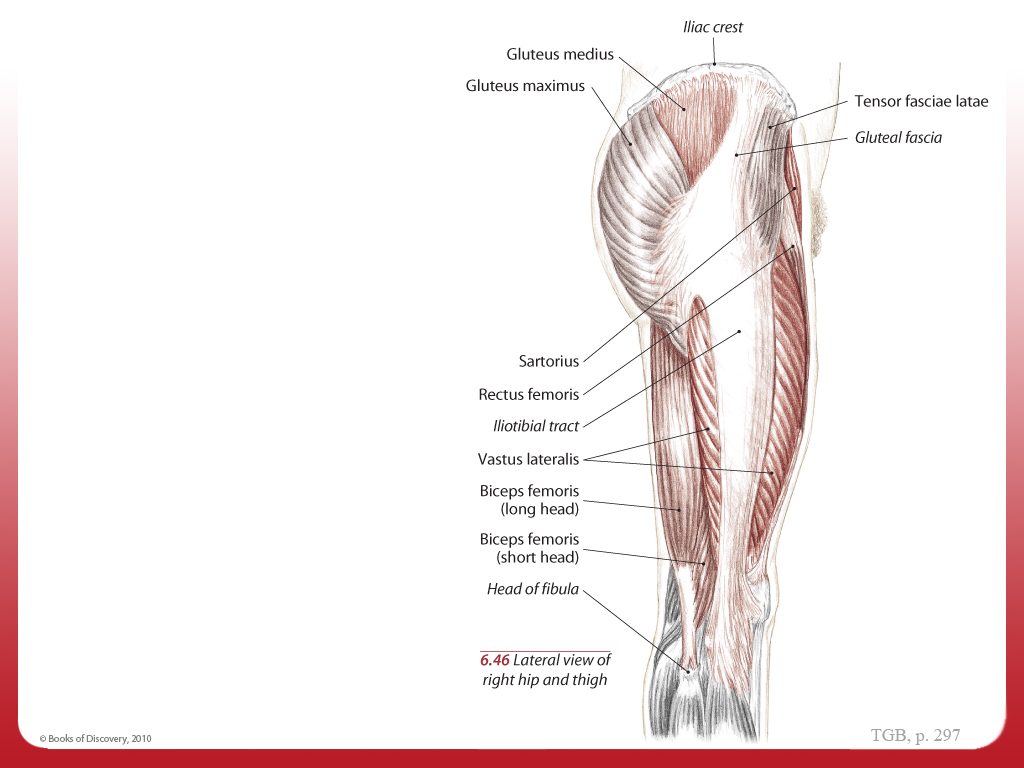 Iliac crest
Gluteus medius
Gluteus maximus
Tensor fasciae latae
Gluteal fascia
Sartorius
Rectus femoris
Iliotibial tract
Vastus lateralis
Biceps femoris
(long head)
Biceps femoris
(short head)
Head of fibula
6.46 Lateral view of
right hip and thigh
© Books of Discovery, 2010
TGB, p. 297